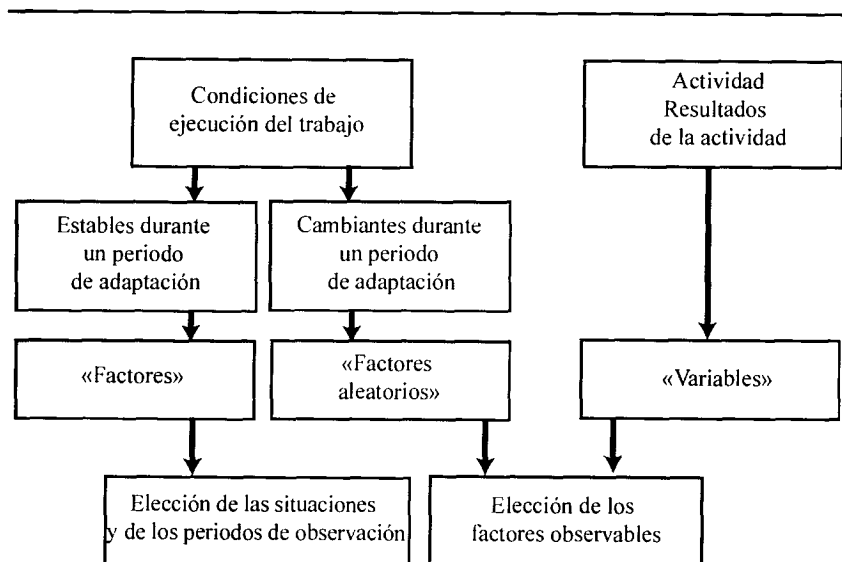 Condiciones de
ejecución del trabajo
Actividad
Resultados
de la actividad
Estables durante
un periodo
de adaptación
Cambiantes durante
un periodo
de adaptación
«Factores»
«Factores
aleatorios»
«Variables»
Elección de las situaciones
y de los periodos de observación
Elección de los
factores observables